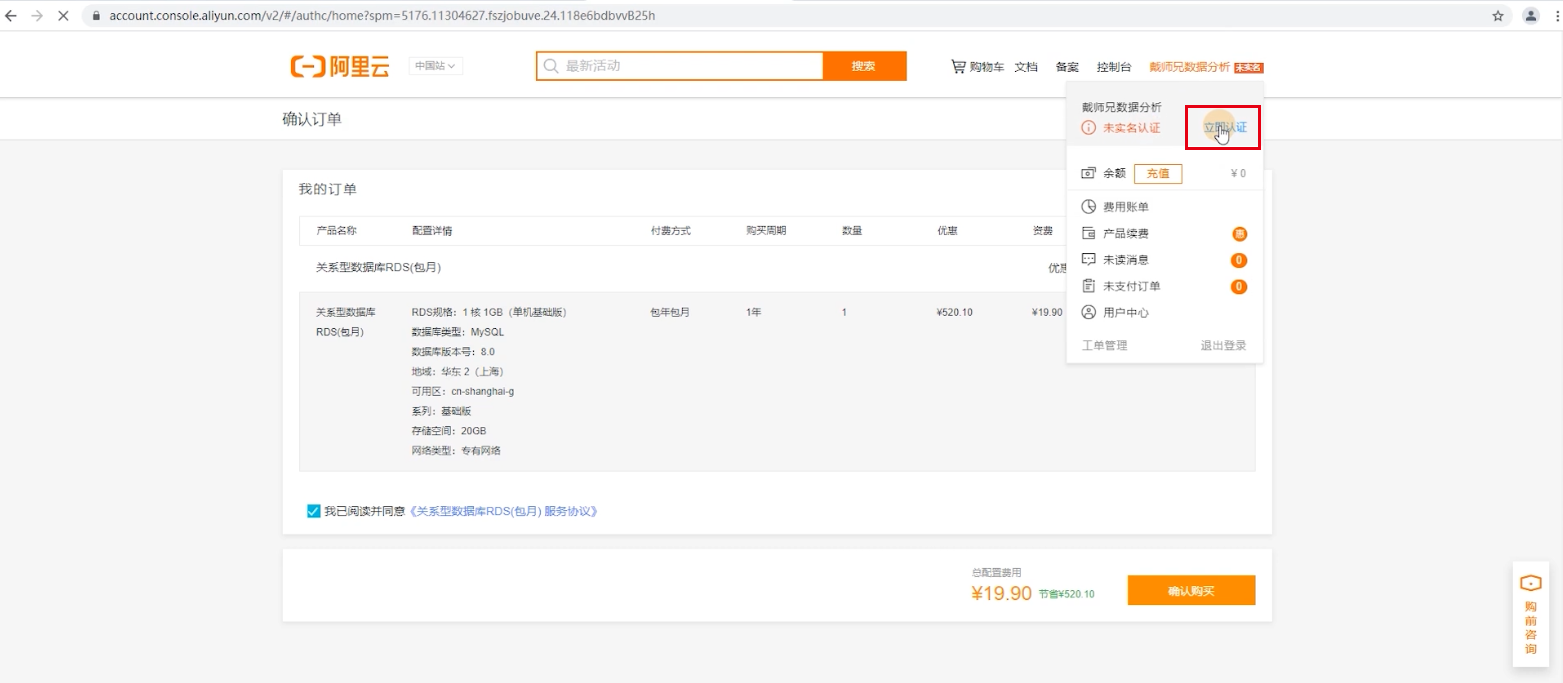 account.console.aliyun.com/v2/#/authc/home?spm=5176.11304627.fszjobuve.24.118e6bdbvvB25h
阿里云
中国站
最新活动
搜索
购物车 文档 备案 控制台 戴师兄数据分析 未实名
确认订单
戴师兄数据分析
未实名认证 立即认证
余额 充值 ¥ 0
费用账单
产品续费 惠
未读消息 0
未支付订单 0
用户中心
工单管理 退出登录
我的订单
产品名称 配置详情 付费方式 购买周期 数量 优惠 资费
关系型数据库RDS(包月) 优惠
关系型数据库 RDS规格：1 核 1GB（单机基础版） 包年包月 1年 1 ¥520.10 ¥19.90
RDS(包月) 数据库类型：MySQL
数据库版本号：8.0
地域：华东 2（上海）
可用区：cn-shanghai-g
系列：基础版
存储空间：20GB
网络类型：专有网络
我已阅读并同意《关系型数据库RDS(包月) 服务协议》
总配置费用
¥19.90 节省¥520.10
确认购买
购
前
咨
询